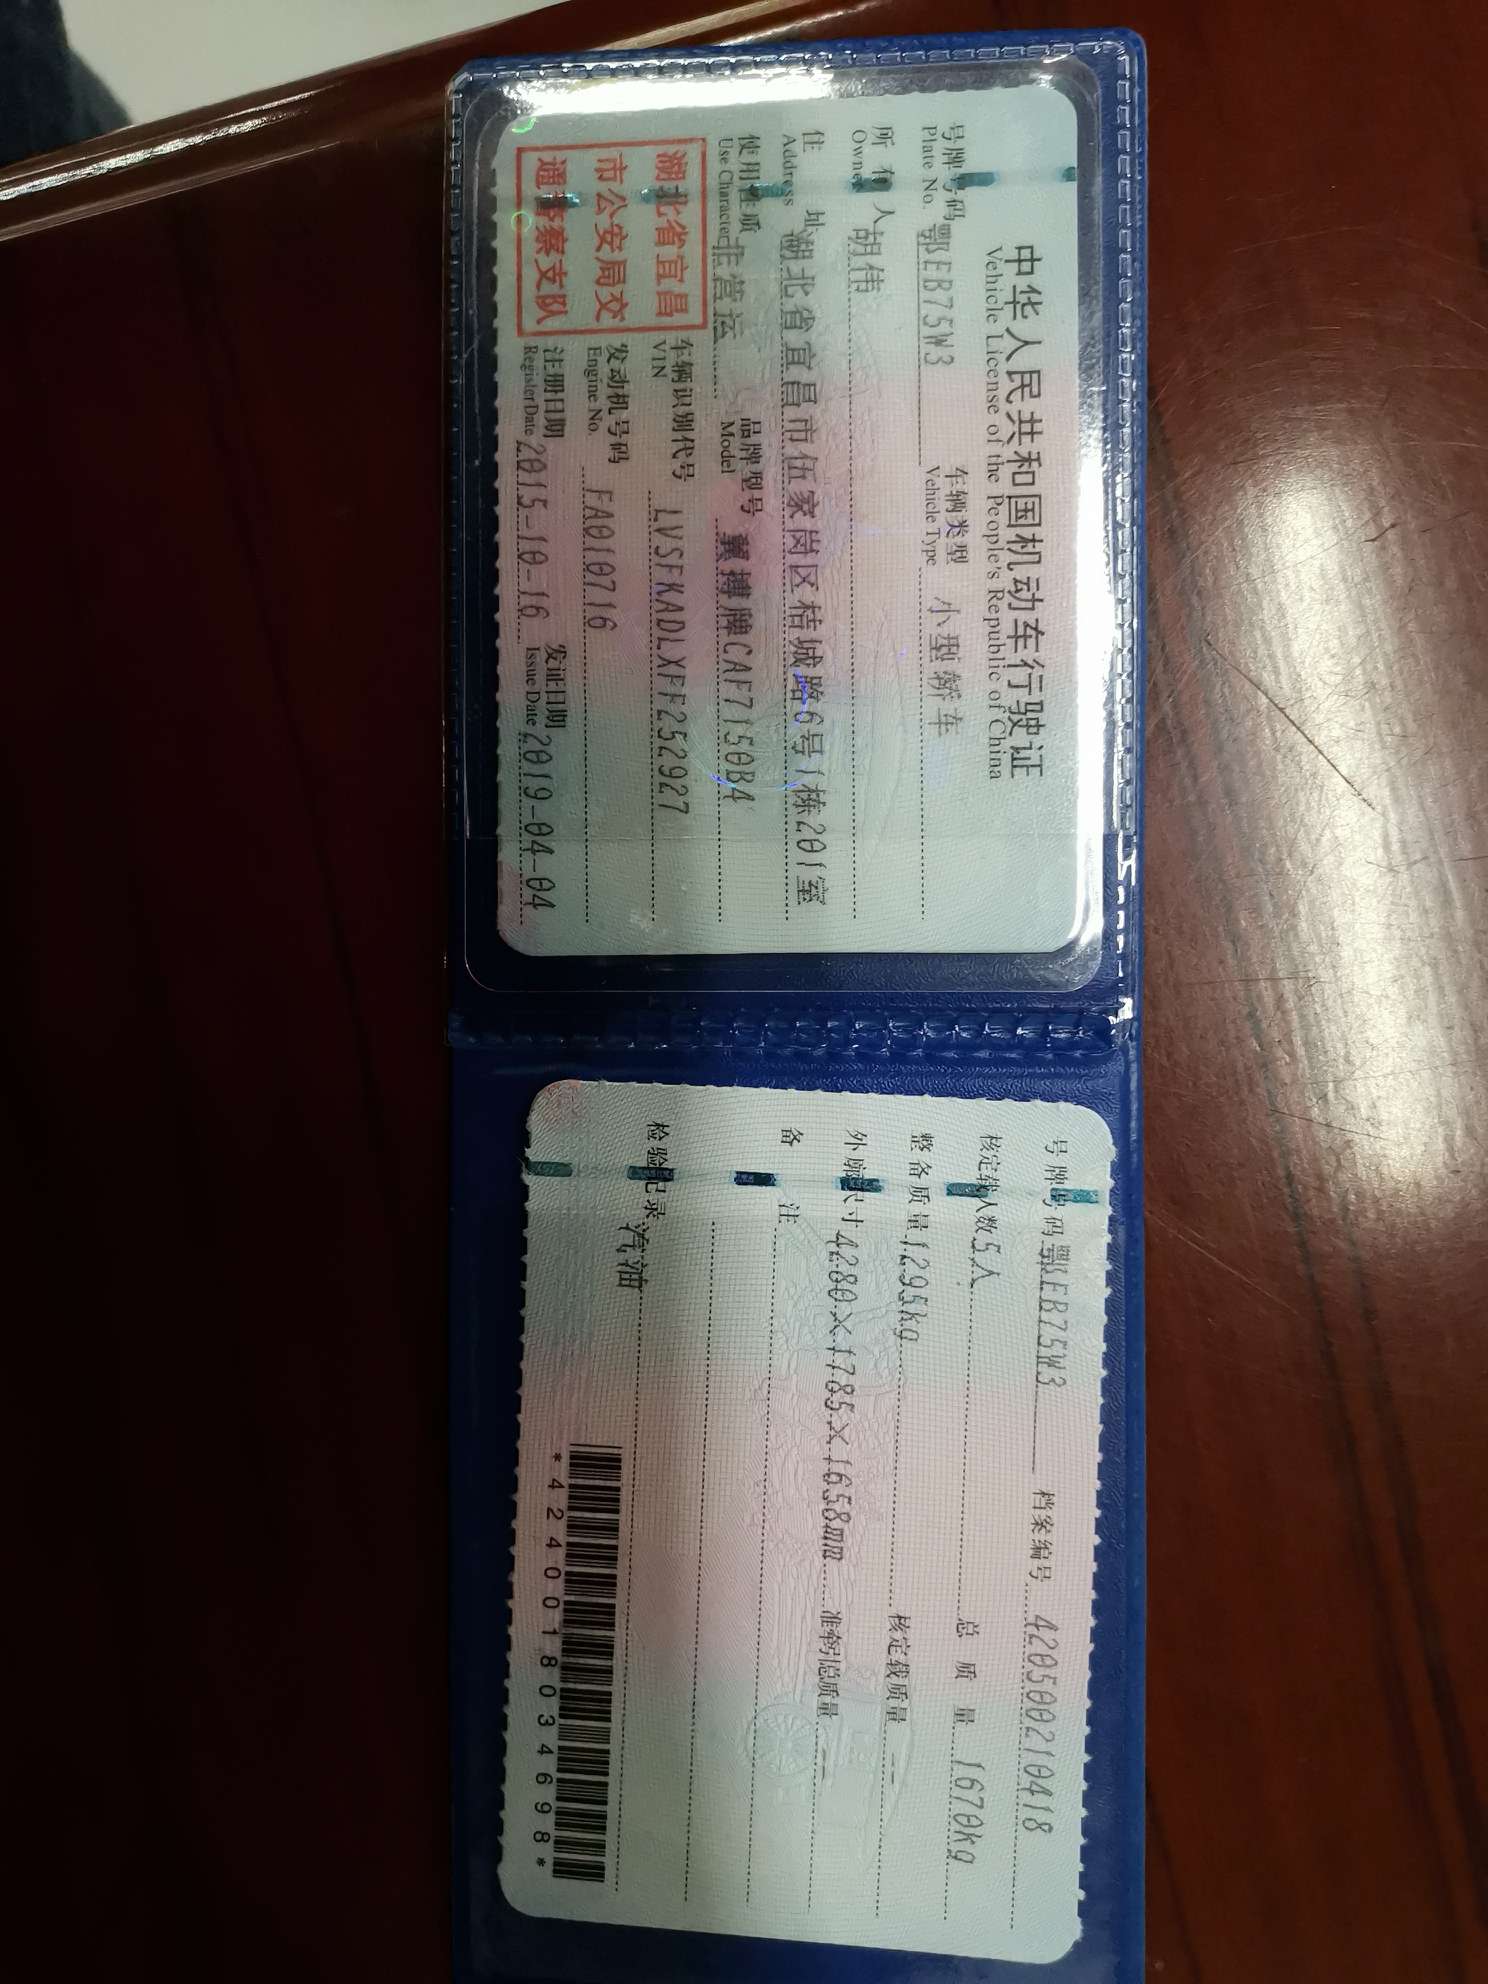 中华人民共和国机动车行驶证
Vehicle License of the People's Republic of China
号牌号码 鄂EB75W3 车辆类型 小型轿车
Plate No. Vehicle Type
所有人 胡伟
Owner
住址 湖北省宜昌市伍家岗区桔城路6号1栋201室
Address
使用性质 非营运 品牌型号 翼搏牌CAF7150B4
Use Character Model
湖北省宜昌
市公安局交
通警察支队
车辆识别代号 LVSFKADLXFF252927
VIN
发动机号码 FA010716
Engine No.
注册日期 2015-10-16 发证日期 2019-04-04
Register Date Issue Date
号牌号码 鄂EB75W3 档案编号 420500210418
核定载人数 5人 总质量 1670kg
整备质量 1295kg 核定载质量 --
外廓尺寸 4280×1785×1658mm 准牵引总质量 --
备注
检验记录 汽油
*4240018034698*